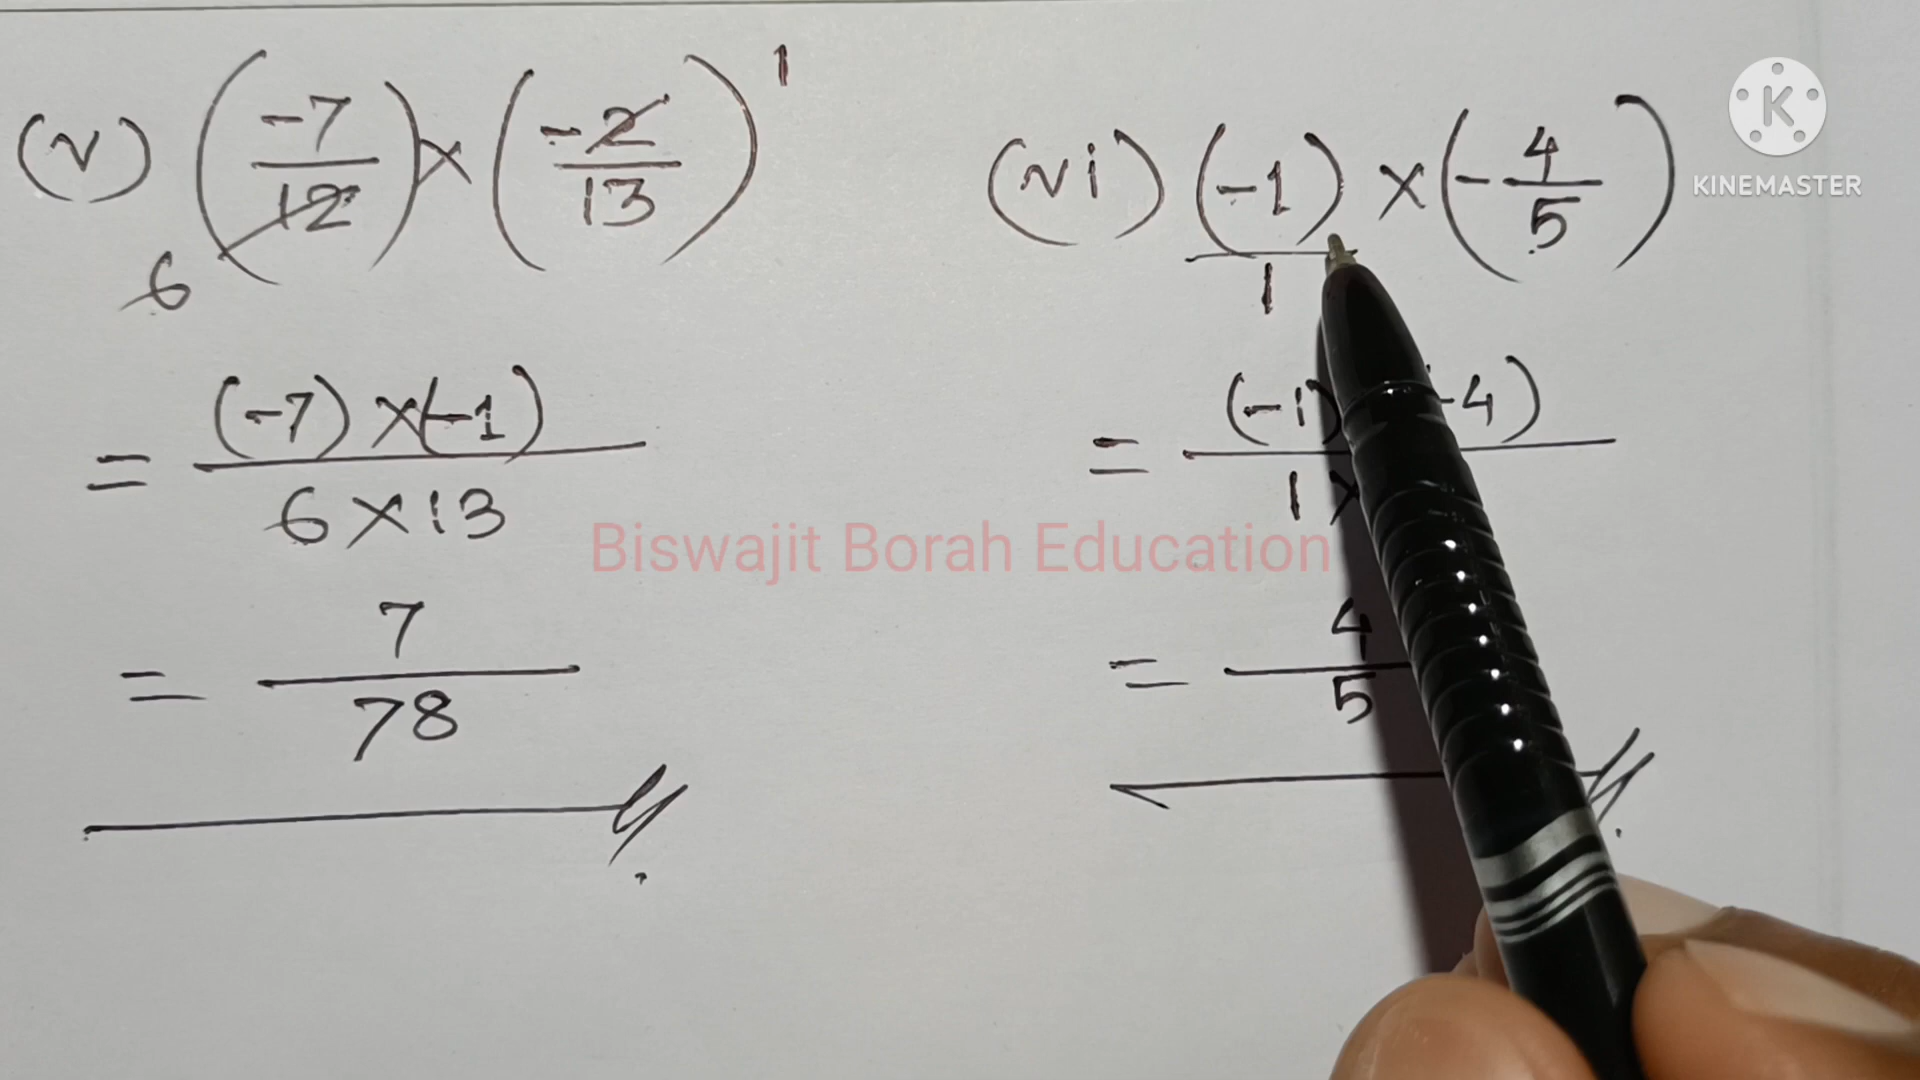 (v) (-7/12) × (-2/13) 1
6
= (-7) × (-1) / 6 × 13
= 7/78
(vi) (-1)/1 × (-4/5)
= (-1) -4) / 1 ×
= 4/5
KINEMASTER
Biswajit Borah Education